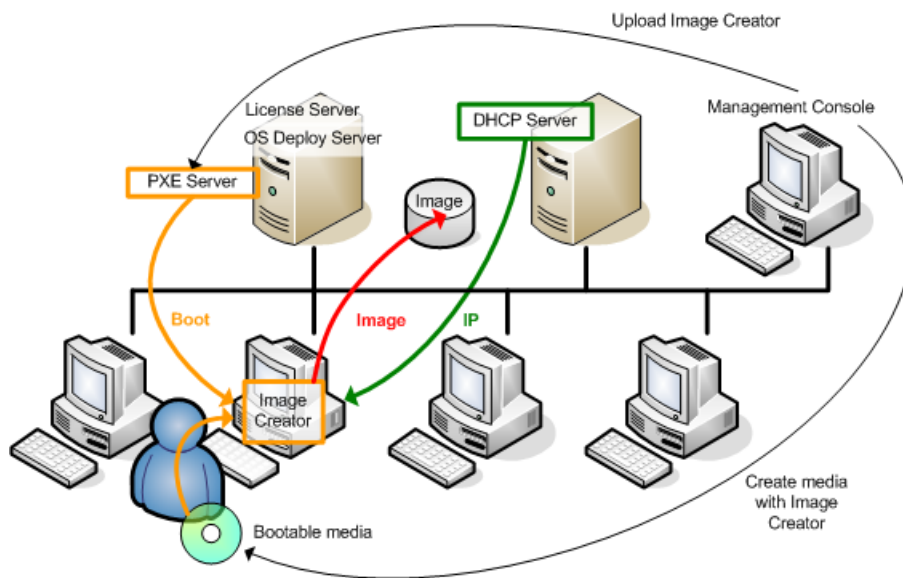 Upload Image Creator
License Server
OS Deploy Server
DHCP Server
Management Console
PXE Server
Image
Boot
Image
IP
Image
Creator
Create media
with Image
Creator
Bootable media